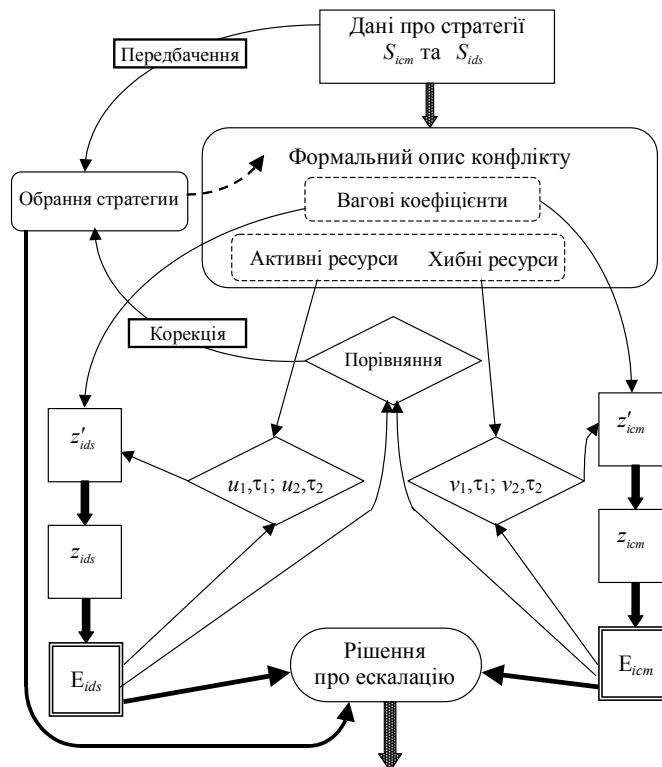 Дані про стратегії
S_icm та S_ids
Передбачення
Формальний опис конфлікту
Обрання стратегии
Вагові коефіцієнти
Активні ресурси Хибні ресурси
Корекція
Порівняння
z'_ids
z'_icm
u₁,τ₁; u₂,τ₂
v₁,τ₁; v₂,τ₂
z_ids
z_icm
E_ids
Рішення
про ескалацію
E_icm